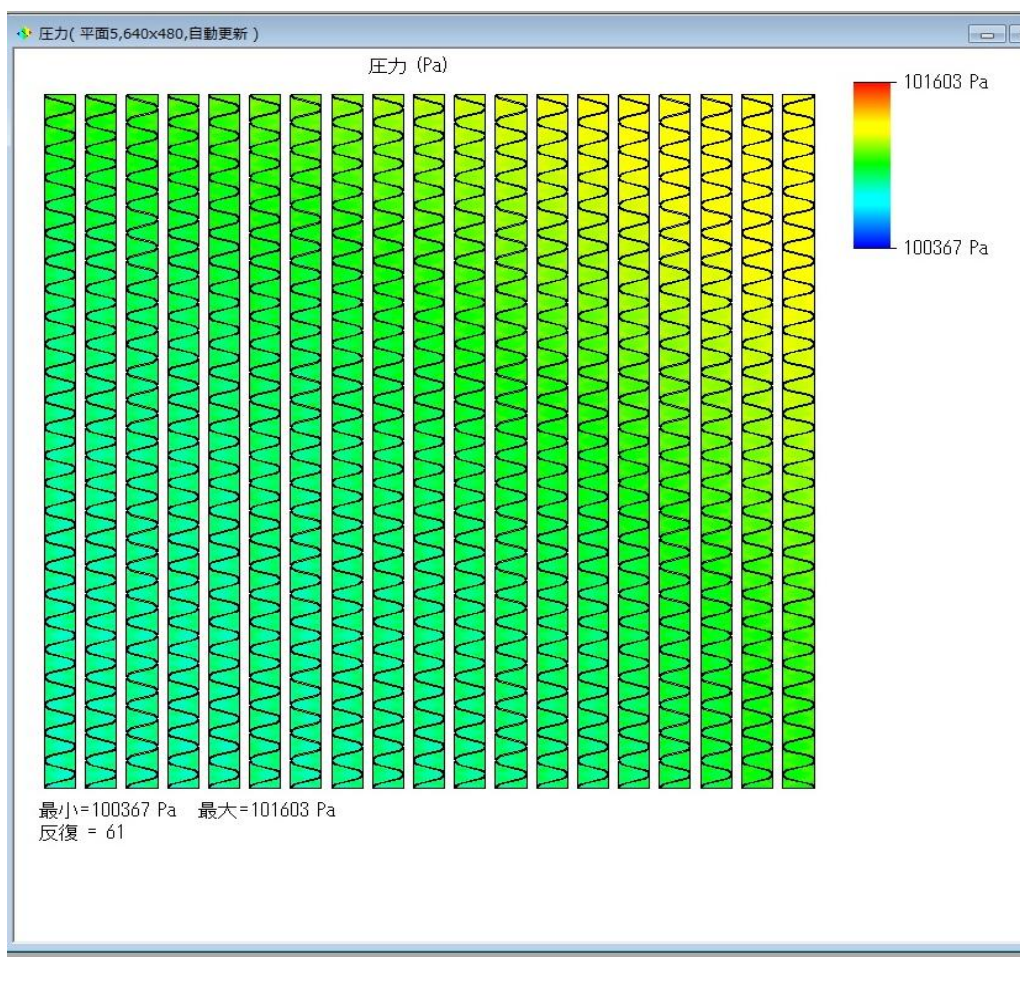 圧力( 平面5,640x480,自動更新 )
圧力 (Pa)
101603 Pa
100367 Pa
最小=100367 Pa 最大=101603 Pa
反復 = 61